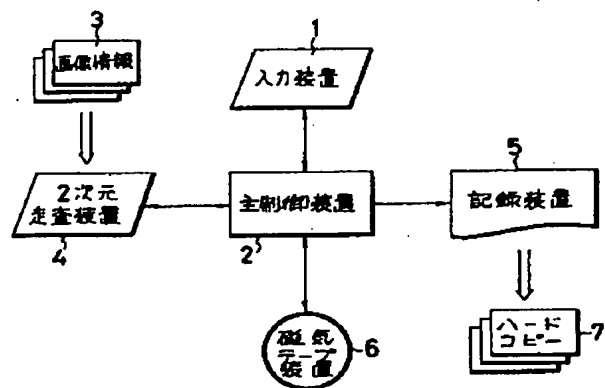 3
画像情報
1
入力装置
2次元
走査装置
4
主制御装置
2
5
記録装置
磁気
テープ
装置
6
ハード
コピー
7